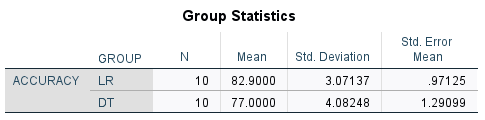 Group Statistics
GROUP N Mean Std. Deviation Std. Error Mean
ACCURACY LR 10 82.9000 3.07137 .97125
DT 10 77.0000 4.08248 1.29099